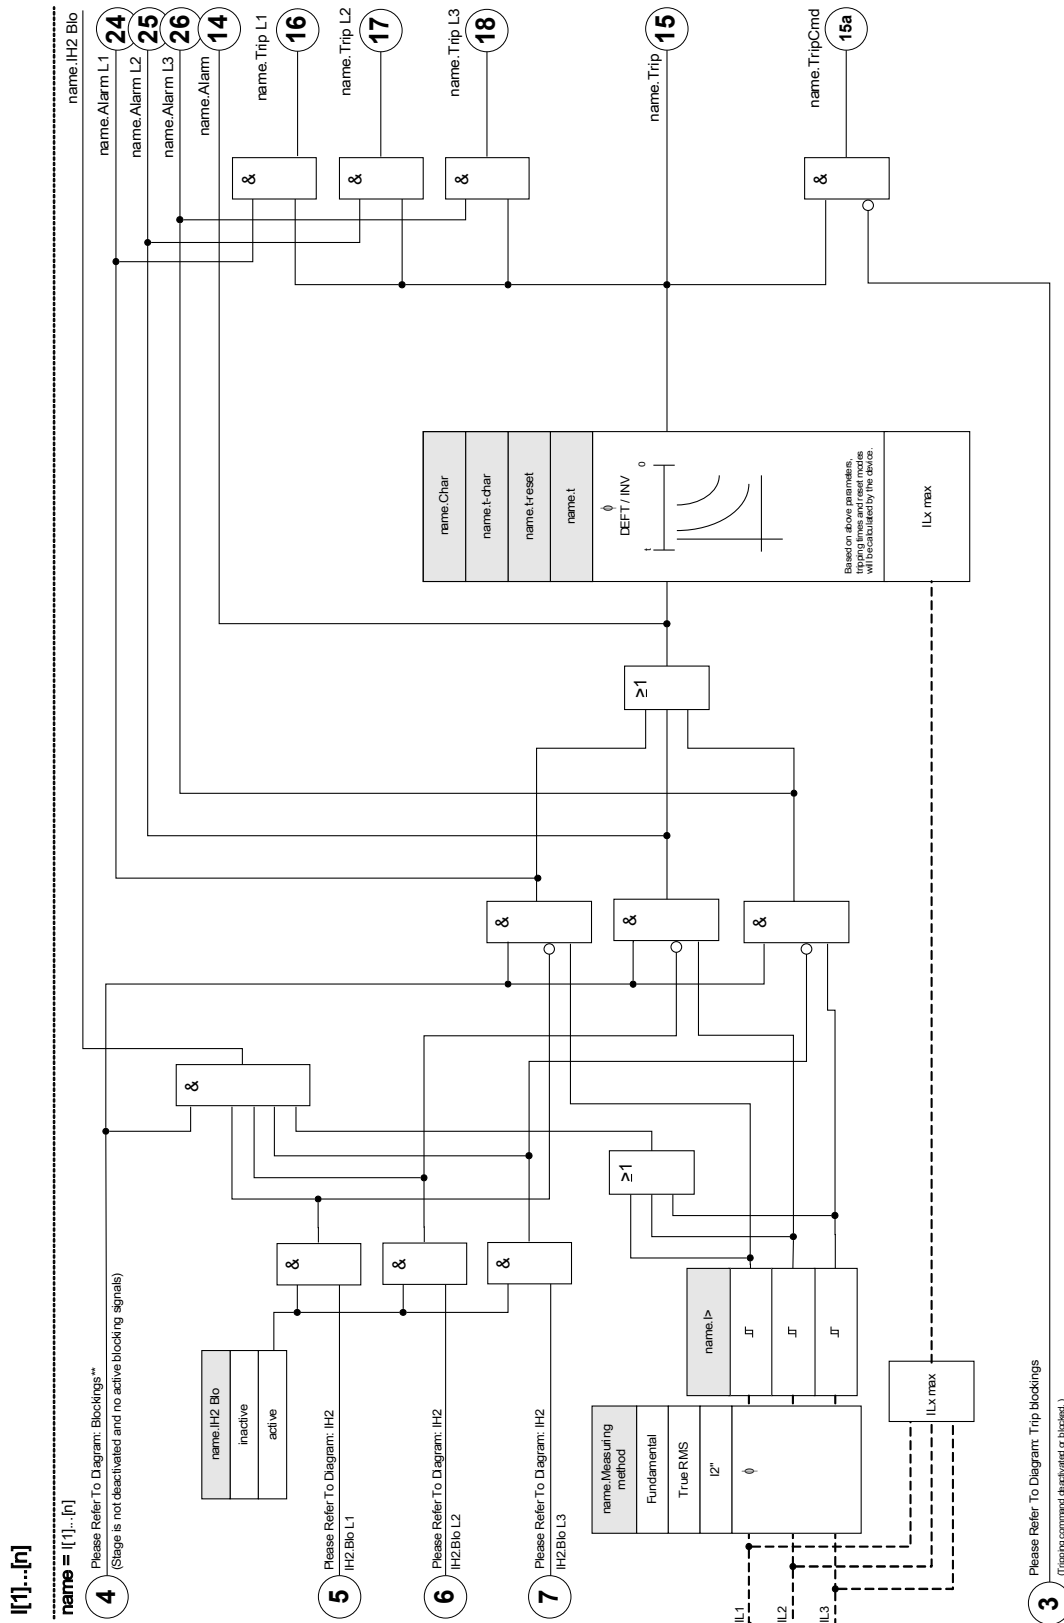 I[1]...[n]
name = I[1]...[n]
4
Please Refer To Diagram: Blockings**
(Stage is not deactivated and no active blocking signals)
name.IH2 Blo
inactive
active
5
Please Refer To Diagram: IH2
IH2.Blo L1
6
Please Refer To Diagram: IH2
IH2.Blo L2
7
Please Refer To Diagram: IH2
IH2.Blo L3
&
&
&
&
name.Measuring
method
Fundamental
True RMS
I2"
ϕ
IL1
IL2
IL3
name.I>
≥1
ILx max
&
&
&
≥1
name.Char
name.t-char
name.t-reset
name.t
ϕ
DEFT / INV
t
0
Based on above parameters,
tripping times and reset modes
will be calculated by the device.
ILx max
&
&
&
&
name.IH2 Blo
name.Alarm L1
24
name.Alarm L2
25
name.Alarm L3
26
name.Alarm
14
name.Trip L1
16
name.Trip L2
17
name.Trip L3
18
name.Trip
15
name.TripCmd
15a
3
Please Refer To Diagram: Trip blockings
(Tripping command deactivated or blocked.)